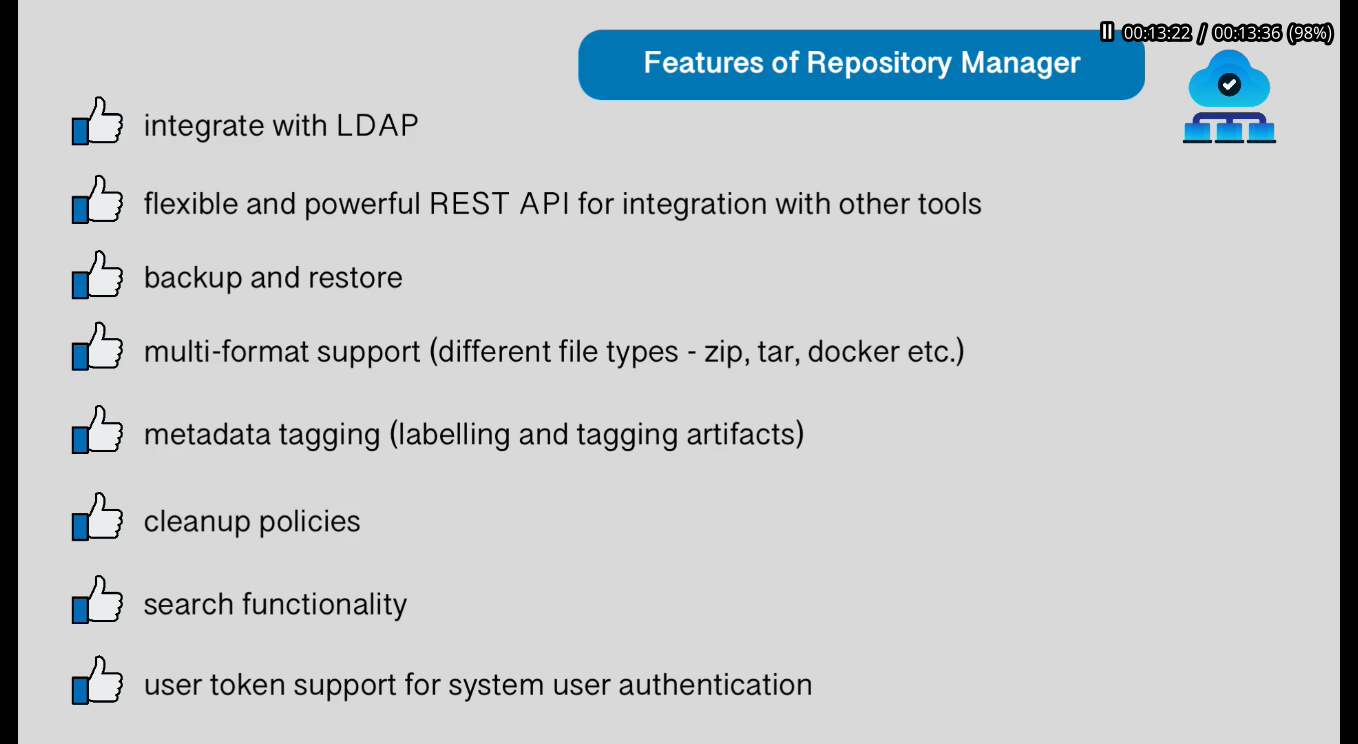 00:13:22 / 00:13:36 (98%)
Features of Repository Manager
integrate with LDAP
flexible and powerful REST API for integration with other tools
backup and restore
multi-format support (different file types - zip, tar, docker etc.)
metadata tagging (labelling and tagging artifacts)
cleanup policies
search functionality
user token support for system user authentication